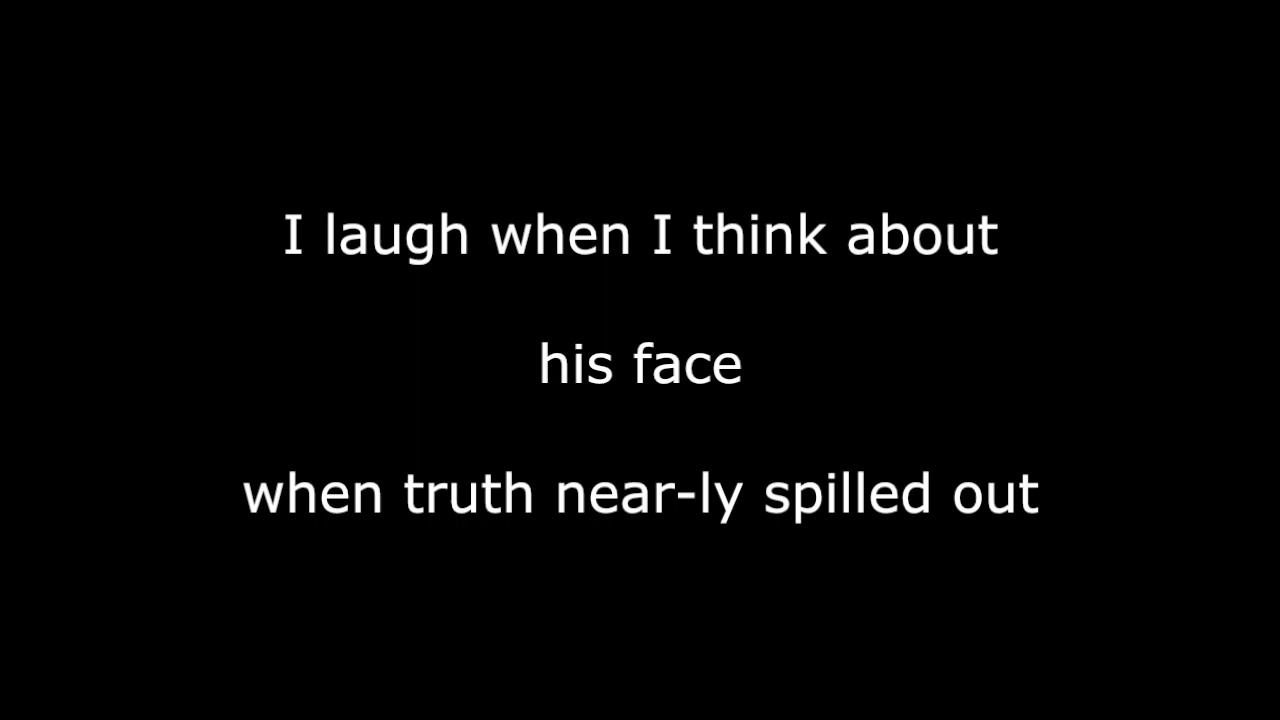 I laugh when I think about
his face
when truth near-ly spilled out